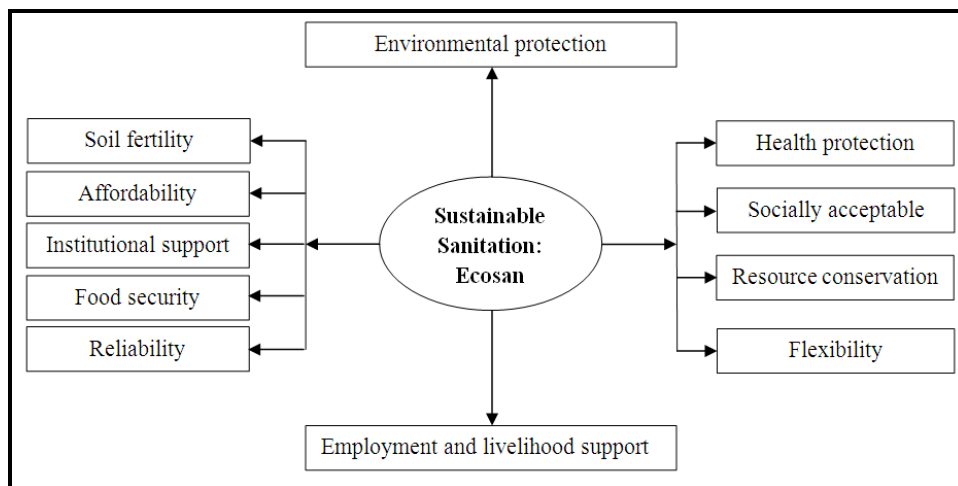 Environmental protection
Soil fertility
Affordability
Institutional support
Food security
Reliability
Sustainable
Sanitation:
Ecosan
Health protection
Socially acceptable
Resource conservation
Flexibility
Employment and livelihood support